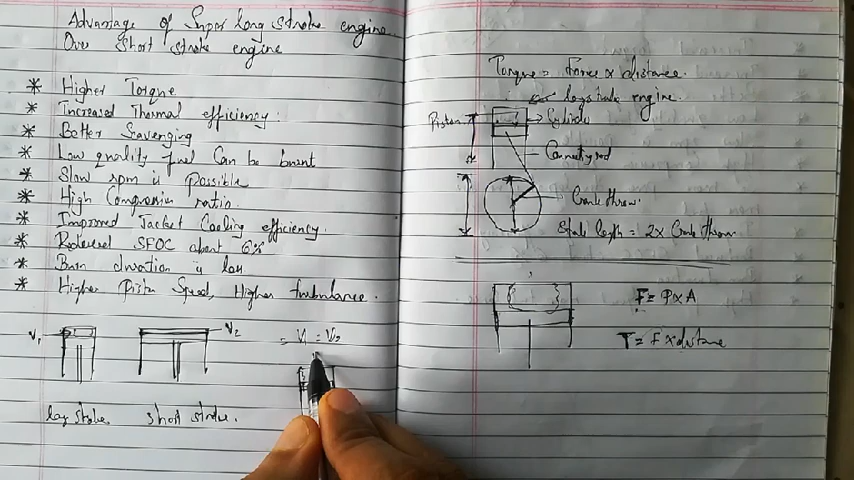 Advantage of Super long stroke engine
Over Short stroke engine
* Higher Torque
* Increased Thermal efficiency.
* Better Scavenging
* Low quality fuel Can be burnt
* Slow rpm is possible
* High Compression ratio.
* Improved Jacket Cooling efficiency.
* Reduced SFOC about 6%
* Burn duration is
* Higher Piston Speed, Higher turbulance.
V₁
V₂
= V₁ = V₂
long stroke
short stroke.
Torque = Force x distance.
long stroke engine.
Piston
Cylinder
Connecting rod
Crank throw.
Stroke length = 2x Crank throw
F = P x A
T = F x distance